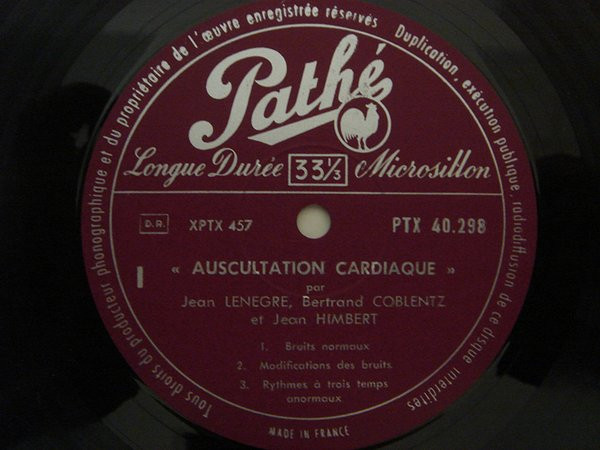 Tous droits du producteur phonographique et du propriétaire de l'œuvre enregistrée réservés Duplication, exécution publique, radiodiffusion de ce disque interdites
Pathé
Longue Durée 33⅓ Microsillon
D.R. XPTX 457 PTX 40.298
I « AUSCULTATION CARDIAQUE »
par
Jean LENEGRE, Bertrand COBLENTZ
et Jean HIMBERT
1. Bruits normaux
2. Modifications des bruits
3. Rythmes à trois temps
anormaux
MADE IN FRANCE